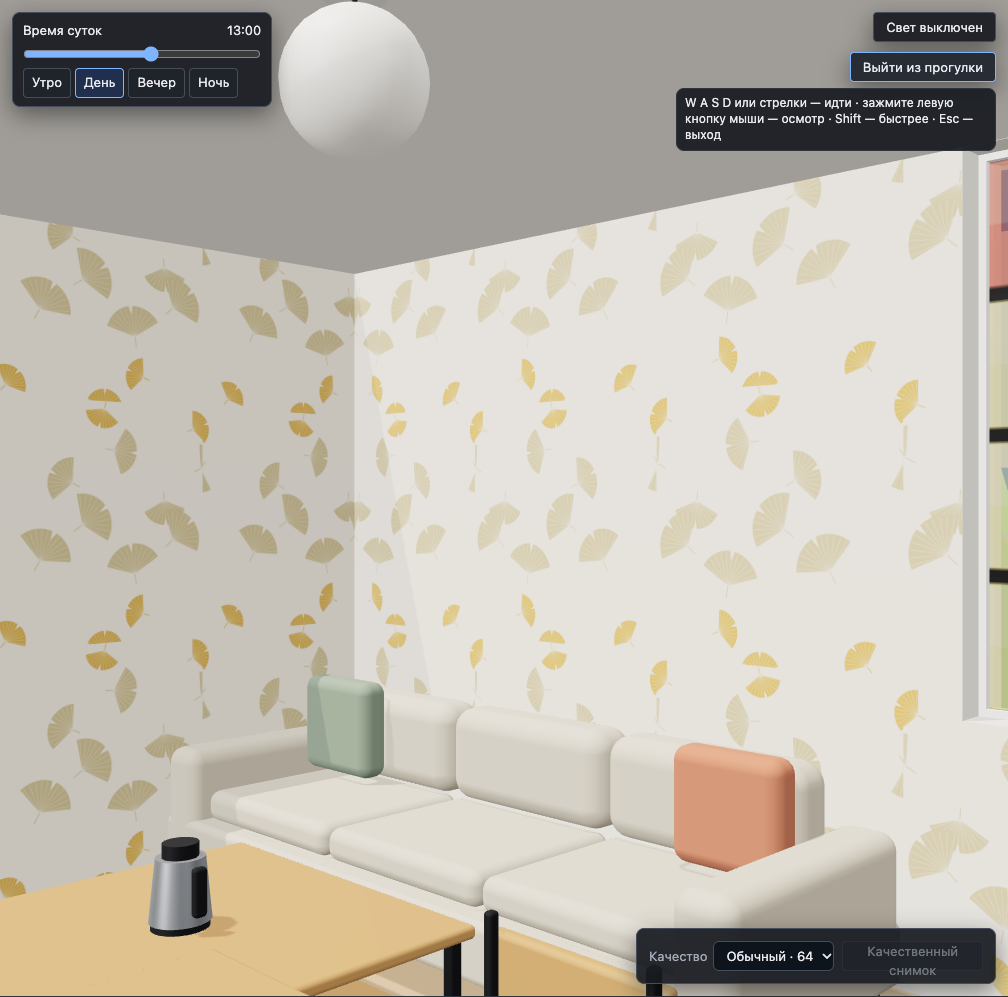 Время суток 13:00
Утро День Вечер Ночь
Свет выключен
Выйти из прогулки
W A S D или стрелки — идти · зажмите левую
кнопку мыши — осмотр · Shift — быстрее · Esc —
выход
Качество Обычный · 64 Качественный
снимок